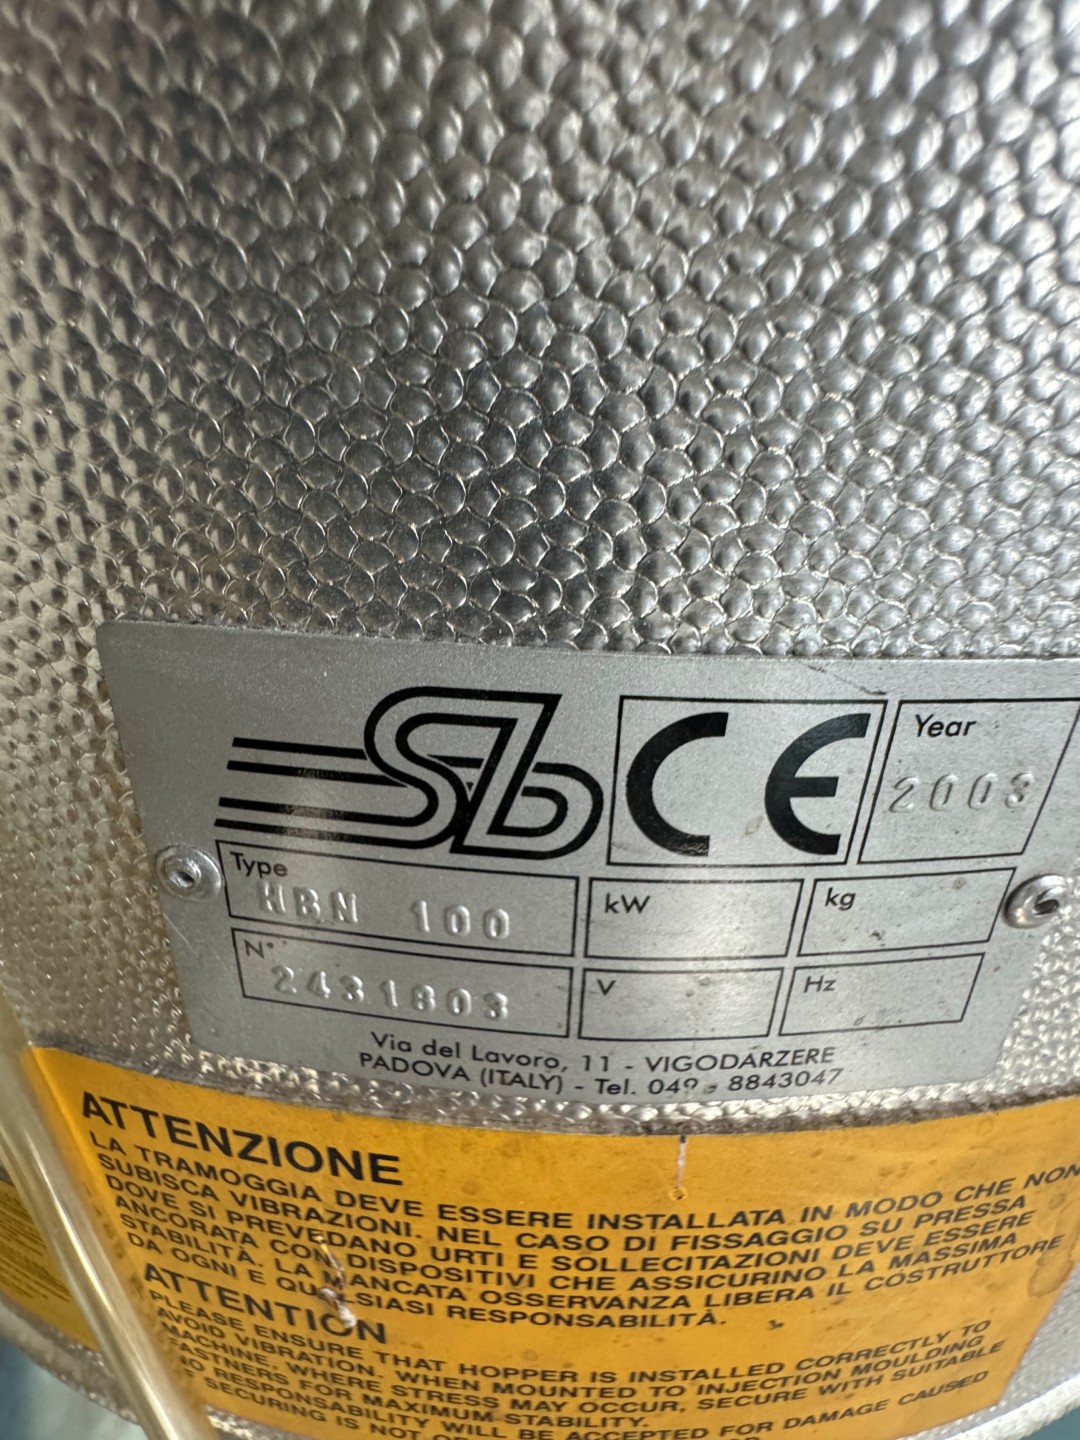 Sb
CE
Year
2003
Type
HBN 100
kW
kg
N°
2431803
V
Hz
Via del Lavoro, 11 - VIGODARZERE
PADOVA (ITALY) - Tel. 049 - 8843047
ATTENZIONE
LA TRAMOGGIA DEVE ESSERE INSTALLATA IN MODO CHE NON
SUBISCA VIBRAZIONI. NEL CASO DI FISSAGGIO SU PRESSA
DOVE SI PREVEDANO URTI E SOLLECITAZIONI DEVE ESSERE
ANCORATA CON DISPOSITIVI CHE ASSICURINO LA MASSIMA
STABILITÀ. LA MANCATA OSSERVANZA LIBERA IL COSTRUTTORE
DA OGNI E QUALSIASI RESPONSABILITÀ.
ATTENTION
PLEASE ENSURE THAT HOPPER IS INSTALLED CORRECTLY TO
AVOID VIBRATION. WHEN MOUNTED TO INJECTION MOULDING
MACHINE, WHERE STRESS MAY OCCUR, SECURE WITH SUITABLE
FASTNERS FOR MAXIMUM STABILITY.
NO RESPONSABILITY WILL BE ACCEPTED FOR DAMAGE CAUSED
SECURING IS NOT